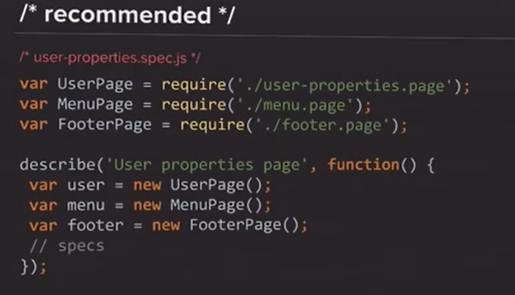 /* recommended */
/* user-properties.spec.js */
var UserPage = require('./user-properties.page');
var MenuPage = require('./menu.page');
var FooterPage = require('./footer.page');
describe('User properties page', function() {
var user = new UserPage();
var menu = new MenuPage();
var footer = new FooterPage();
// specs
});